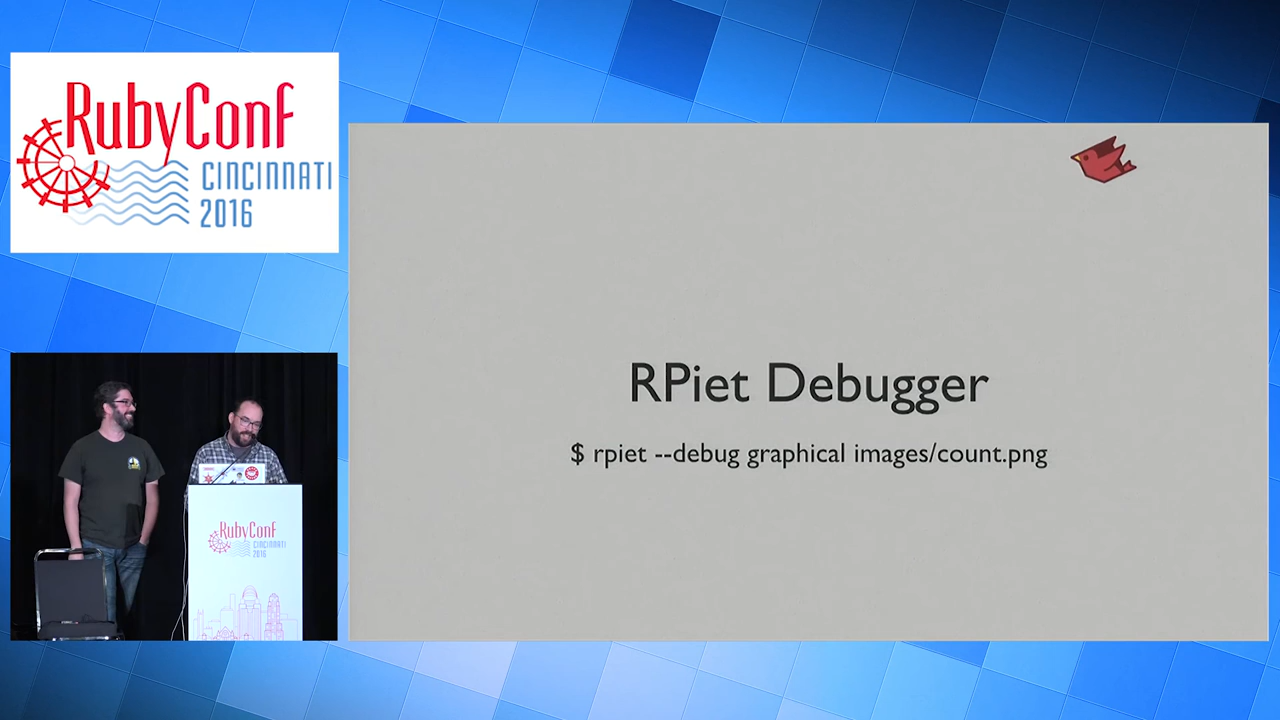 RubyConf
CINCINNATI
2016
RPiet Debugger
$ rpiet --debug graphical images/count.png
RubyConf
CINCINNATI
2016